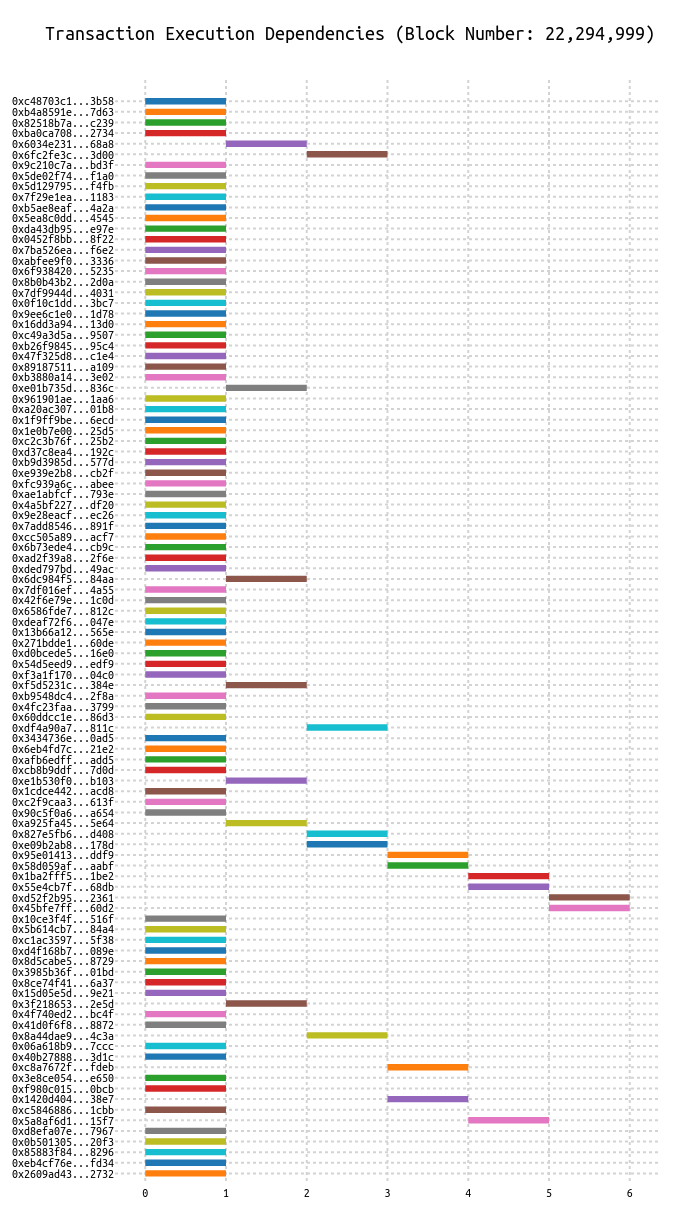 Transaction Execution Dependencies (Block Number: 22,294,999)
0xc48703c1...3b58
0xb4a8591e...7d63
0x82518b7a...c239
0xba0ca708...2734
0x6034e231...68a8
0x6fc2fe3c...3d00
0x9c210c7a...bd3f
0x5de02f74...f1a0
0x5d129795...f4fb
0x7f29e1ea...1183
0xb5ae8eaf...4a2a
0x5ea8c0dd...4545
0xda43db95...e97e
0x0452f8bb...8f22
0x7ba526ea...f6e2
0xabfee9f0...3336
0x6f938420...5235
0x8b0b43b2...2d0a
0x7df9944d...4031
0x0f10c1dd...3bc7
0x9ee6c1e0...1d78
0x16dd3a94...13d0
0xc49a3d5a...9507
0xb26f9845...95c4
0x47f325d8...c1e4
0x89187511...a109
0xb3880a14...3e02
0xe01b735d...836c
0x961901ae...1aa6
0xa20ac307...01b8
0x1f9ff9be...6ecd
0x1e0b7e00...25d5
0xc2c3b76f...25b2
0xd37c8ea4...192c
0xb9d3985d...577d
0xe939e2b8...cb2f
0xfc939a6c...abee
0xae1abfcf...793e
0x4a5bf227...df20
0x9e28eacf...ec26
0x7add8546...891f
0xcc505a89...acf7
0x6b73ede4...cb9c
0xad2f39a8...2f6e
0xded797bd...49ac
0x6dc984f5...84aa
0x7df016ef...4a55
0x42f6e79e...1c0d
0x6586fde7...812c
0xdeaf72f6...047e
0x13b66a12...565e
0x271bdde1...60de
0xd0bcede5...16e0
0x54d5eed9...edf9
0xf3a1f170...04c0
0xf5d5231c...384e
0xb9548dc4...2f8a
0x4fc23faa...3799
0x60ddcc1e...86d3
0xdf4a90a7...811c
0x3434736e...0ad5
0x6eb4fd7c...21e2
0xafb6edff...add5
0xcb8b9ddf...7d0d
0xe1b530f0...b103
0x1cdce442...acd8
0xc2f9caa3...613f
0x90c5f0a6...a654
0xa925fa45...5e64
0x827e5fb6...d408
0xe09b2ab8...178d
0x95e01413...ddf9
0x58d059af...aabf
0x1ba2fff5...1be2
0x55e4cb7f...68db
0xd52f2b95...2361
0x45bfe7ff...60d2
0x10ce3f4f...516f
0x5b614cb7...84a4
0xc1ac3597...5f38
0xd4f168b7...089e
0x8d5cabe5...8729
0x3985b36f...01bd
0x8ce74f41...6a37
0x15d05e5d...9e21
0x3f218653...2e5d
0x4f740ed2...bc4f
0x41d0f6f8...8872
0x8a44dae9...4c3a
0x06a618b9...7ccc
0x40b27888...3d1c
0xc8a7672f...fdeb
0x3e8ce054...e650
0xf980c015...0bcb
0x1420d404...38e7
0xc5846886...1cbb
0x5a8af6d1...15f7
0xd8efa07e...7967
0x0b501305...20f3
0x85883f84...8296
0xeb4cf76e...fd34
0x2609ad43...2732
0 1 2 3 4 5 6